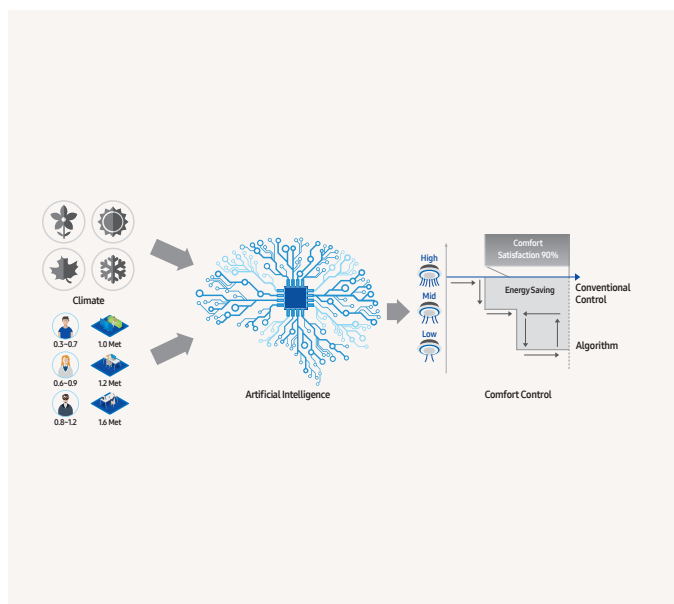 Climate
0.3~0.7
1.0 Met
0.6~0.9
1.2 Met
0.8~1.2
1.6 Met
Artificial Intelligence
High
Mid
Low
Comfort
Satisfaction 90%
Energy Saving
Conventional
Control
Algorithm
Comfort Control